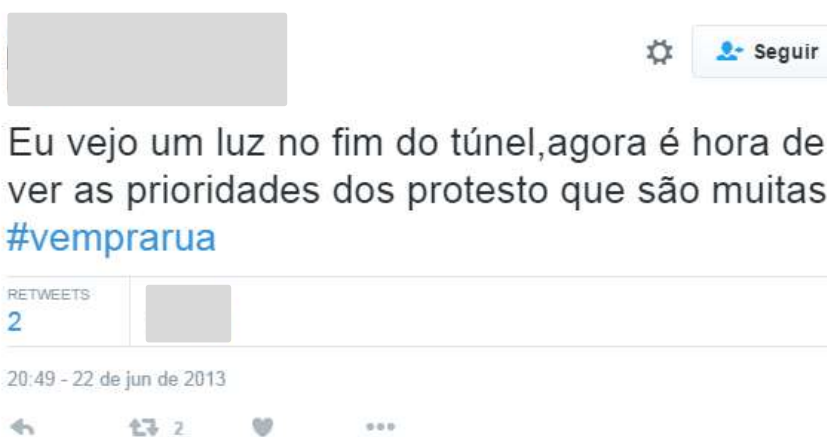 Seguir
Eu vejo um luz no fim do túnel,agora é hora de
ver as prioridades dos protesto que são muitas
#vemprarua
RETWEETS
2
20:49 - 22 de jun de 2013
2